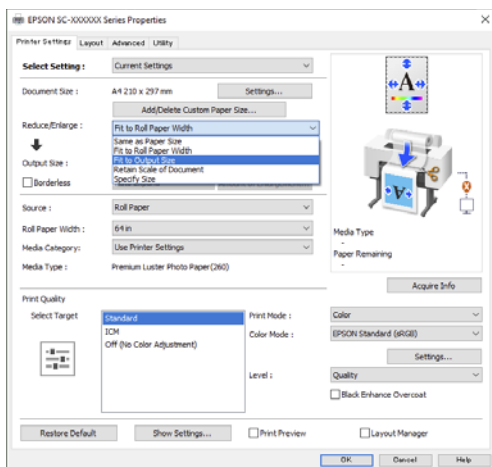 EPSON SC-XXXXXX Series Properties
Printer Settings Layout Advanced Utility
Select Setting : Current Settings
Document Size : A4 210 x 297 mm Settings...
Add/Delete Custom Paper Size...
Reduce/Enlarge : Fit to Roll Paper Width
Same as Paper Size
Fit to Roll Paper Width
Fit to Output Size
Output Size : Retain Scale of Document
Specify Size
Borderless
Source : Roll Paper
Roll Paper Width : 64 in
Media Category: Use Printer Settings
Media Type : Premium Luster Photo Paper(260)
A
A
Media Type
-
Paper Remaining
-
Acquire Info
Print Quality
Select Target
Standard
ICM
Off (No Color Adjustment)
Print Mode : Color
Color Mode : EPSON Standard (sRGB)
Settings...
Level : Quality
Black Enhance Overcoat
Restore Default Show Settings... Print Preview Layout Manager
OK Cancel Help